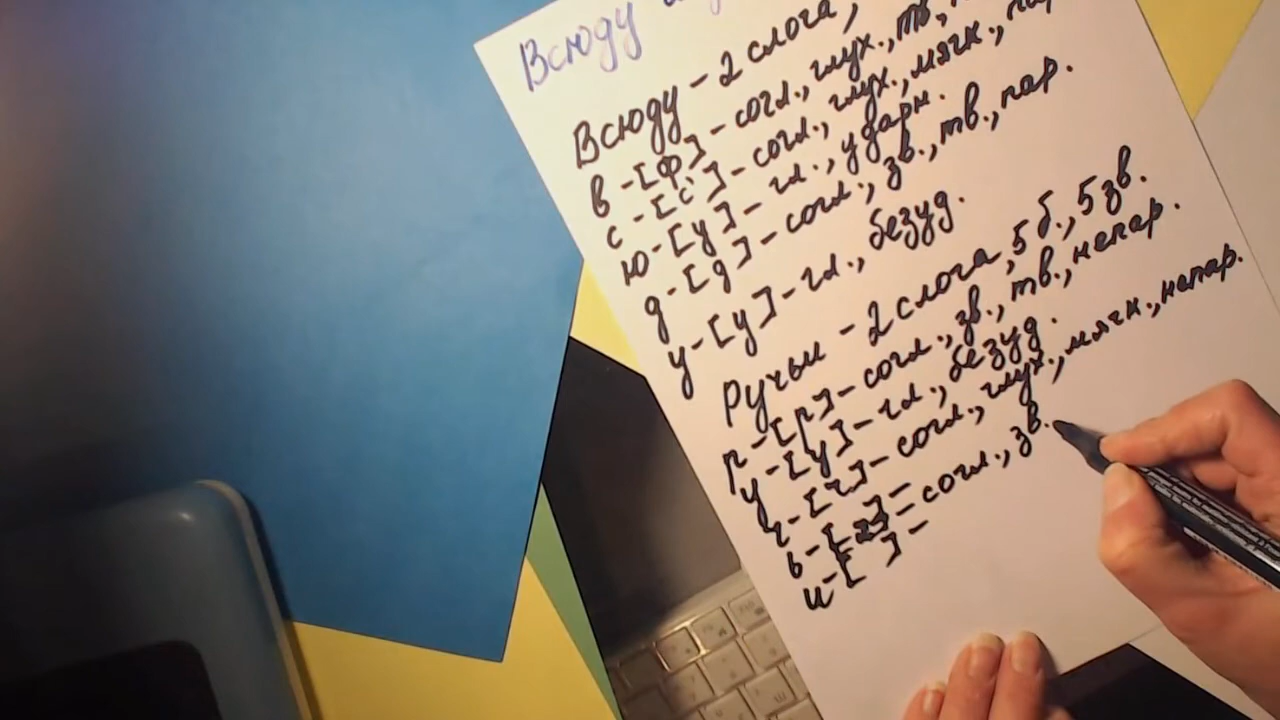 Всюду
Всюду - 2 слога,
в - [ф] - согл., глух., тв.,
с - [с'] - согл., глух., мягк.,
ю - [у] - гл., ударн.
д - [д] - согл., зв., тв., пар.
у - [у] - гл., безуд.
Ручьи - 2 слога, 5 б., 5 зв.
р - [р] - согл., зв., тв., непар.
у - [у] - гл., безуд.
ч - [ч] - согл., глух., мягк., непар.
ь - [ ] -
и - [ ] - согл., зв.